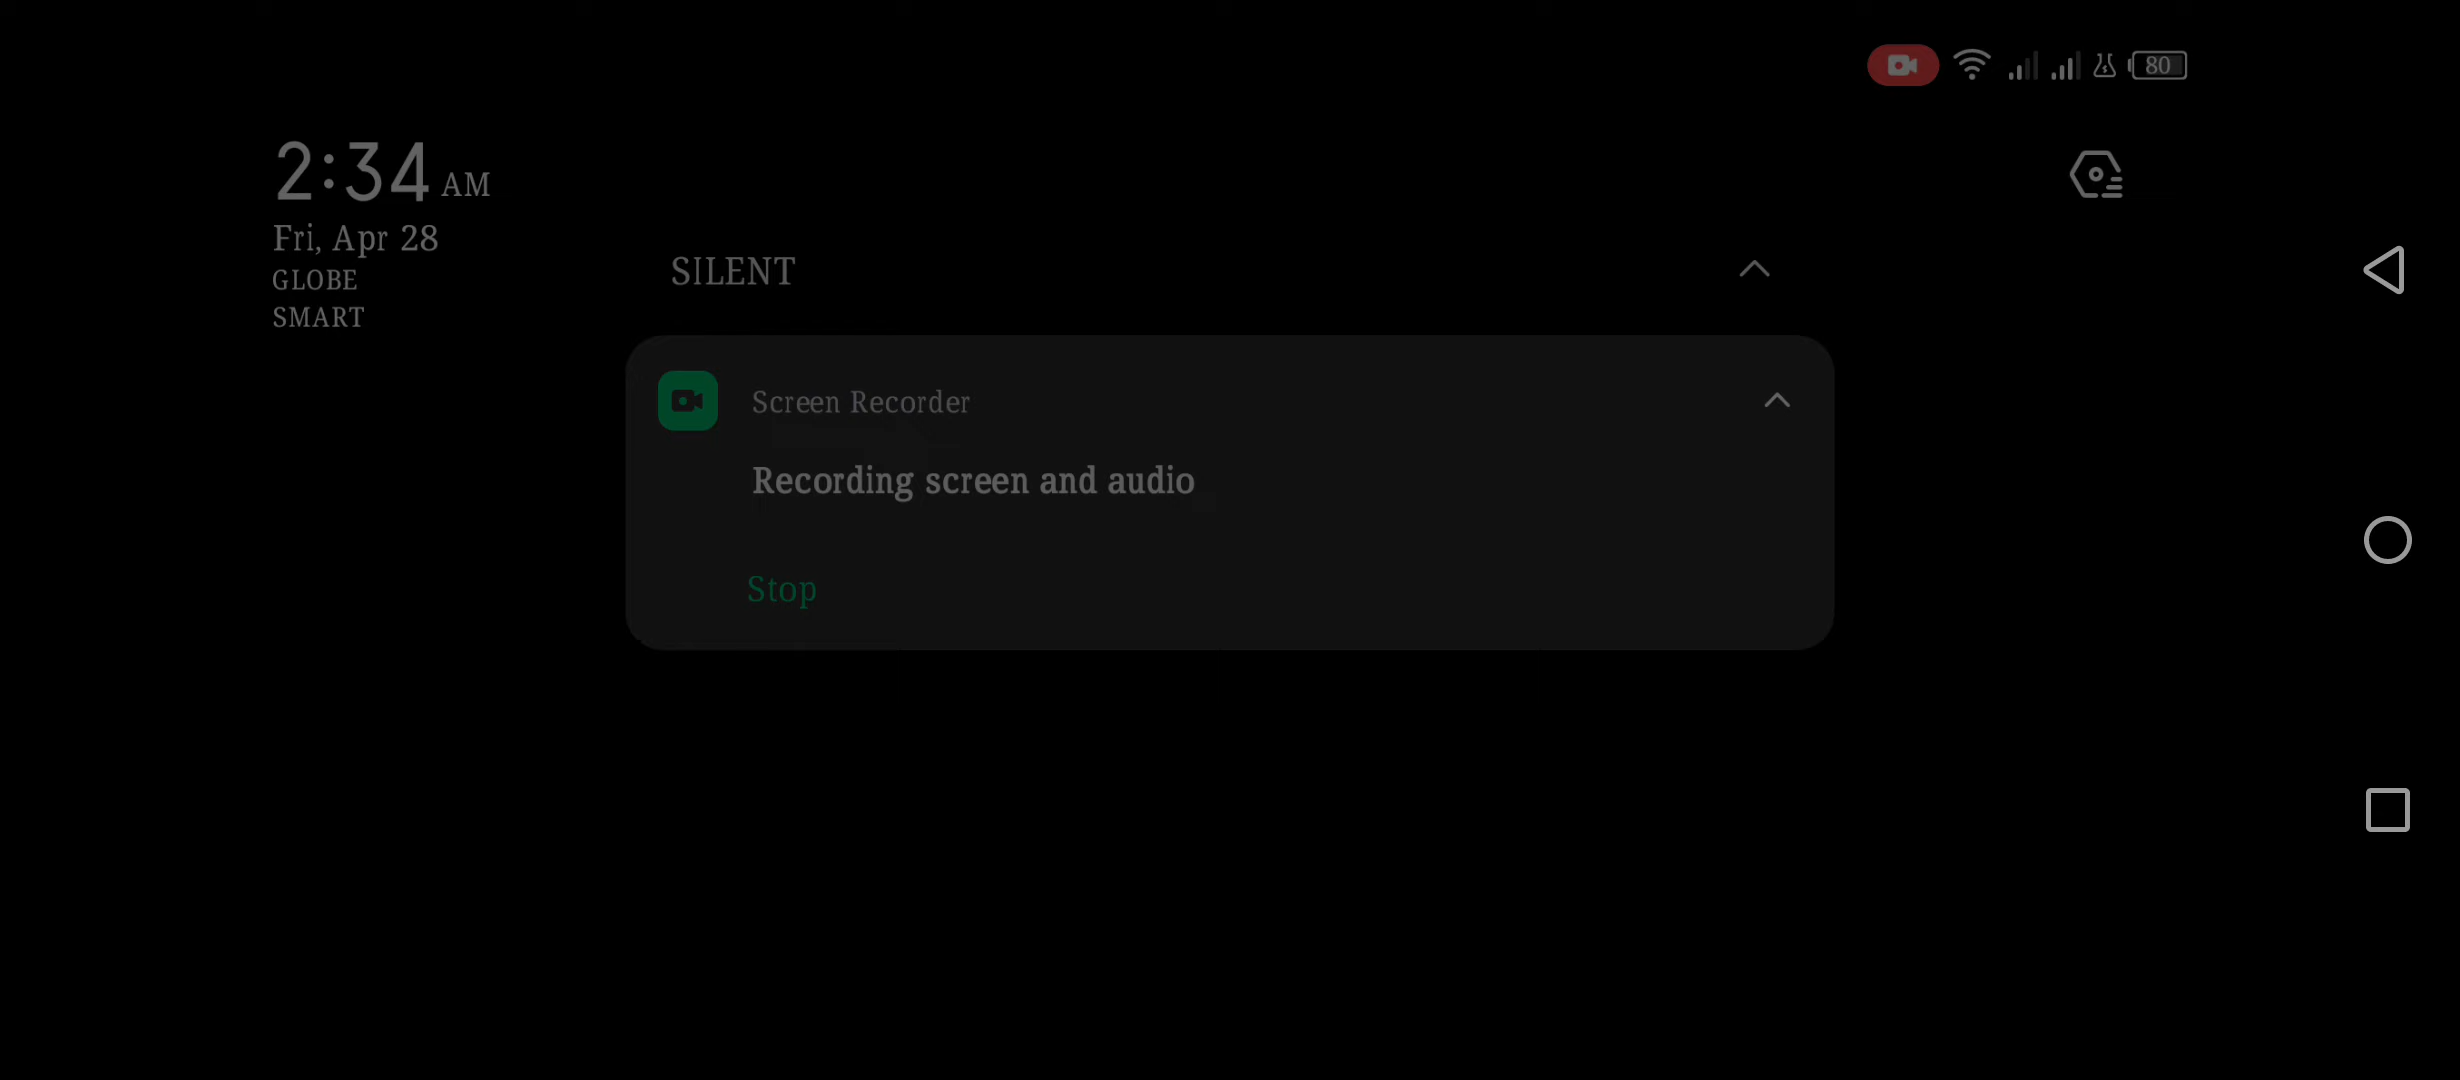 80
2:34 AM
Fri, Apr 28
GLOBE
SMART
SILENT
Screen Recorder
Recording screen and audio
Stop